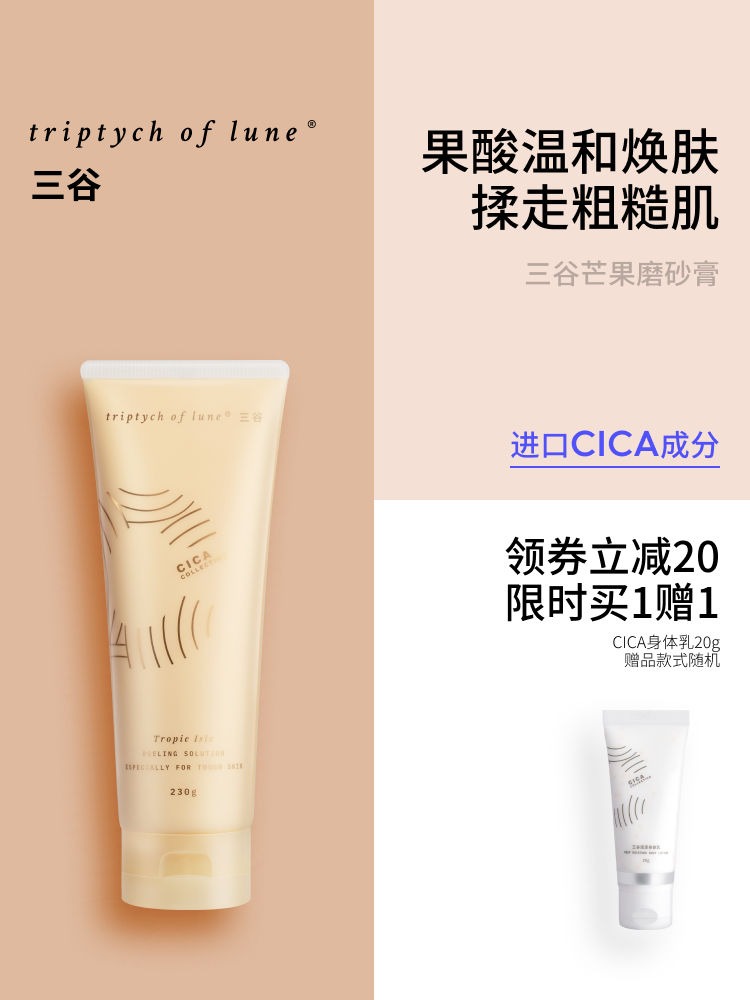 triptych of lune®
三谷
果酸温和焕肤
揉走粗糙肌
三谷芒果磨砂膏
进口CICA成分
triptych of lune® 三谷
CICA
COLLECTION
Tropic Isle
PEELING SOLUTION
ESPECIALLY FOR TOUGH SKIN
230g
领券立减20
限时买1赠1
CICA身体乳20g
赠品款式随机
CICA
COLLECTION